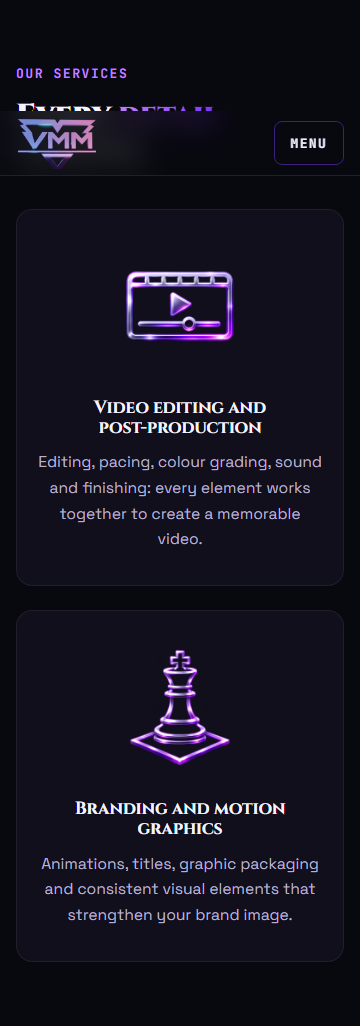 OUR SERVICES
EVERY DETAIL
VMM
MENU
VIDEO EDITING AND
POST-PRODUCTION
Editing, pacing, colour grading, sound
and finishing: every element works
together to create a memorable
video.
BRANDING AND MOTION
GRAPHICS
Animations, titles, graphic packaging
and consistent visual elements that
strengthen your brand image.